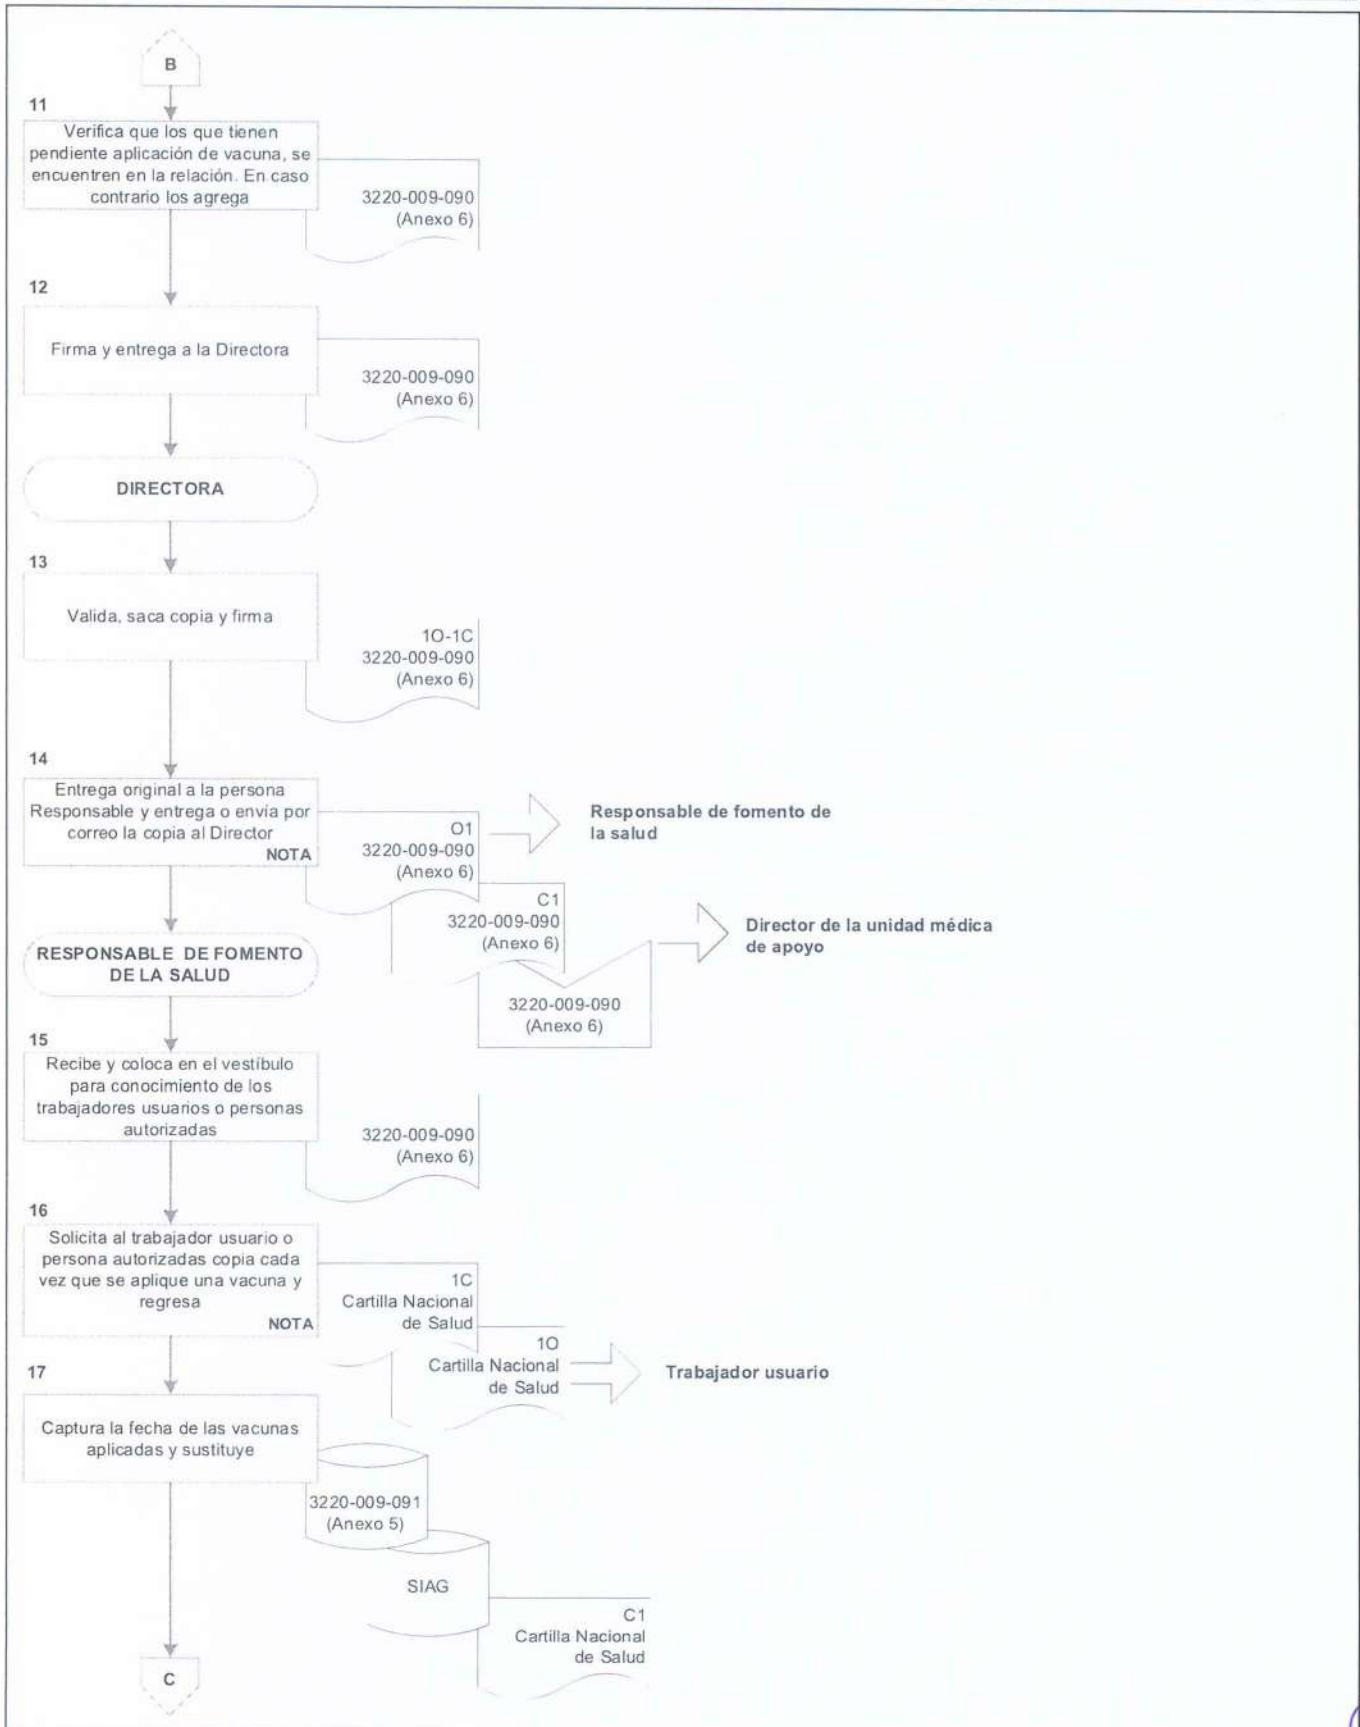 B
11
Verifica que los que tienen
pendiente aplicación de vacuna, se
encuentren en la relación. En caso
contrario los agrega
3220-009-090
(Anexo 6)
12
Firma y entrega a la Directora
3220-009-090
(Anexo 6)
DIRECTORA
13
Valida, saca copia y firma
1O-1C
3220-009-090
(Anexo 6)
14
Entrega original a la persona
Responsable y entrega o envía por
correo la copia al Director
NOTA
O1
3220-009-090
(Anexo 6)
Responsable de fomento de
la salud
C1
3220-009-090
(Anexo 6)
Director de la unidad médica
de apoyo
3220-009-090
(Anexo 6)
RESPONSABLE DE FOMENTO
DE LA SALUD
15
Recibe y coloca en el vestíbulo
para conocimiento de los
trabajadores usuarios o personas
autorizadas
3220-009-090
(Anexo 6)
16
Solicita al trabajador usuario o
persona autorizadas copia cada
vez que se aplique una vacuna y
regresa
NOTA
1C
Cartilla Nacional
de Salud
1O
Cartilla Nacional
de Salud
Trabajador usuario
17
Captura la fecha de las vacunas
aplicadas y sustituye
3220-009-091
(Anexo 5)
SIAG
C1
Cartilla Nacional
de Salud
C